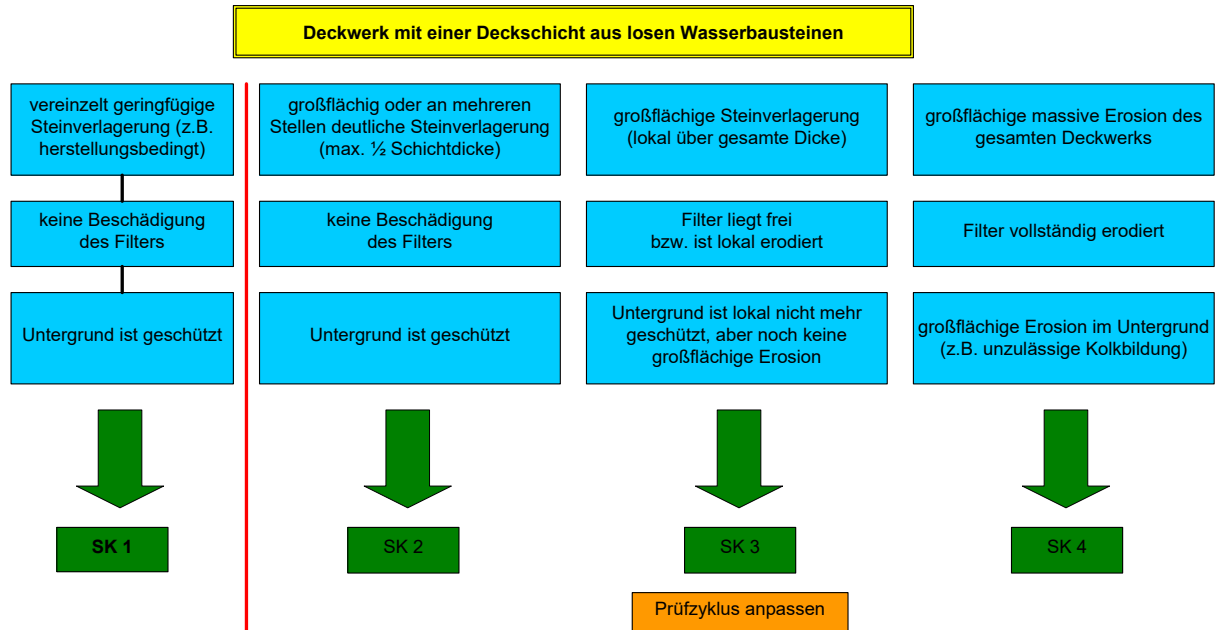 Deckwerk mit einer Deckschicht aus losen Wasserbausteinen
vereinzelt geringfügige
Steinverlagerung (z.B.
herstellungsbedingt)
großflächig oder an mehreren
Stellen deutliche Steinverlagerung
(max. ½ Schichtdicke)
großflächige Steinverlagerung
(lokal über gesamte Dicke)
großflächige massive Erosion des
gesamten Deckwerks
keine Beschädigung
des Filters
keine Beschädigung
des Filters
Filter liegt frei
bzw. ist lokal erodiert
Filter vollständig erodiert
Untergrund ist geschützt
Untergrund ist geschützt
Untergrund ist lokal nicht mehr
geschützt, aber noch keine
großflächige Erosion
großflächige Erosion im Untergrund
(z.B. unzulässige Kolkbildung)
SK 1
SK 2
SK 3
SK 4
Prüfzyklus anpassen